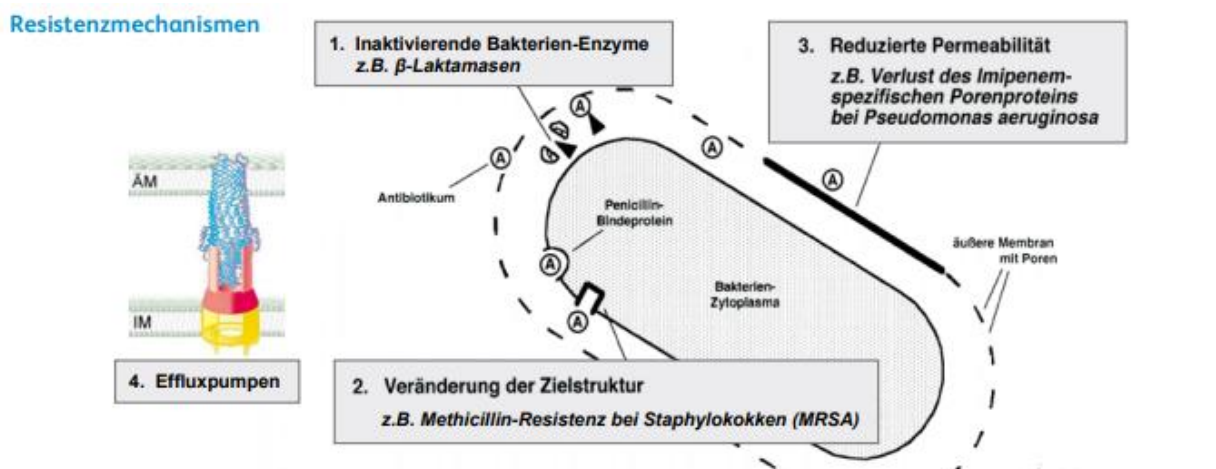 Resistenzmechanismen
1. Inaktivierende Bakterien-Enzyme
z.B. β-Laktamasen
3. Reduzierte Permeabilität
z.B. Verlust des Imipenem-
spezifischen Porenproteins
bei Pseudomonas aeruginosa
A
A
A
A
ÄM
Antibiotikum
Penicillin-
Bindeprotein
äußere Membran
mit Poren
A
Bakterien-
Zytoplasma
A
IM
4. Effluxpumpen
2. Veränderung der Zielstruktur
z.B. Methicillin-Resistenz bei Staphylokokken (MRSA)